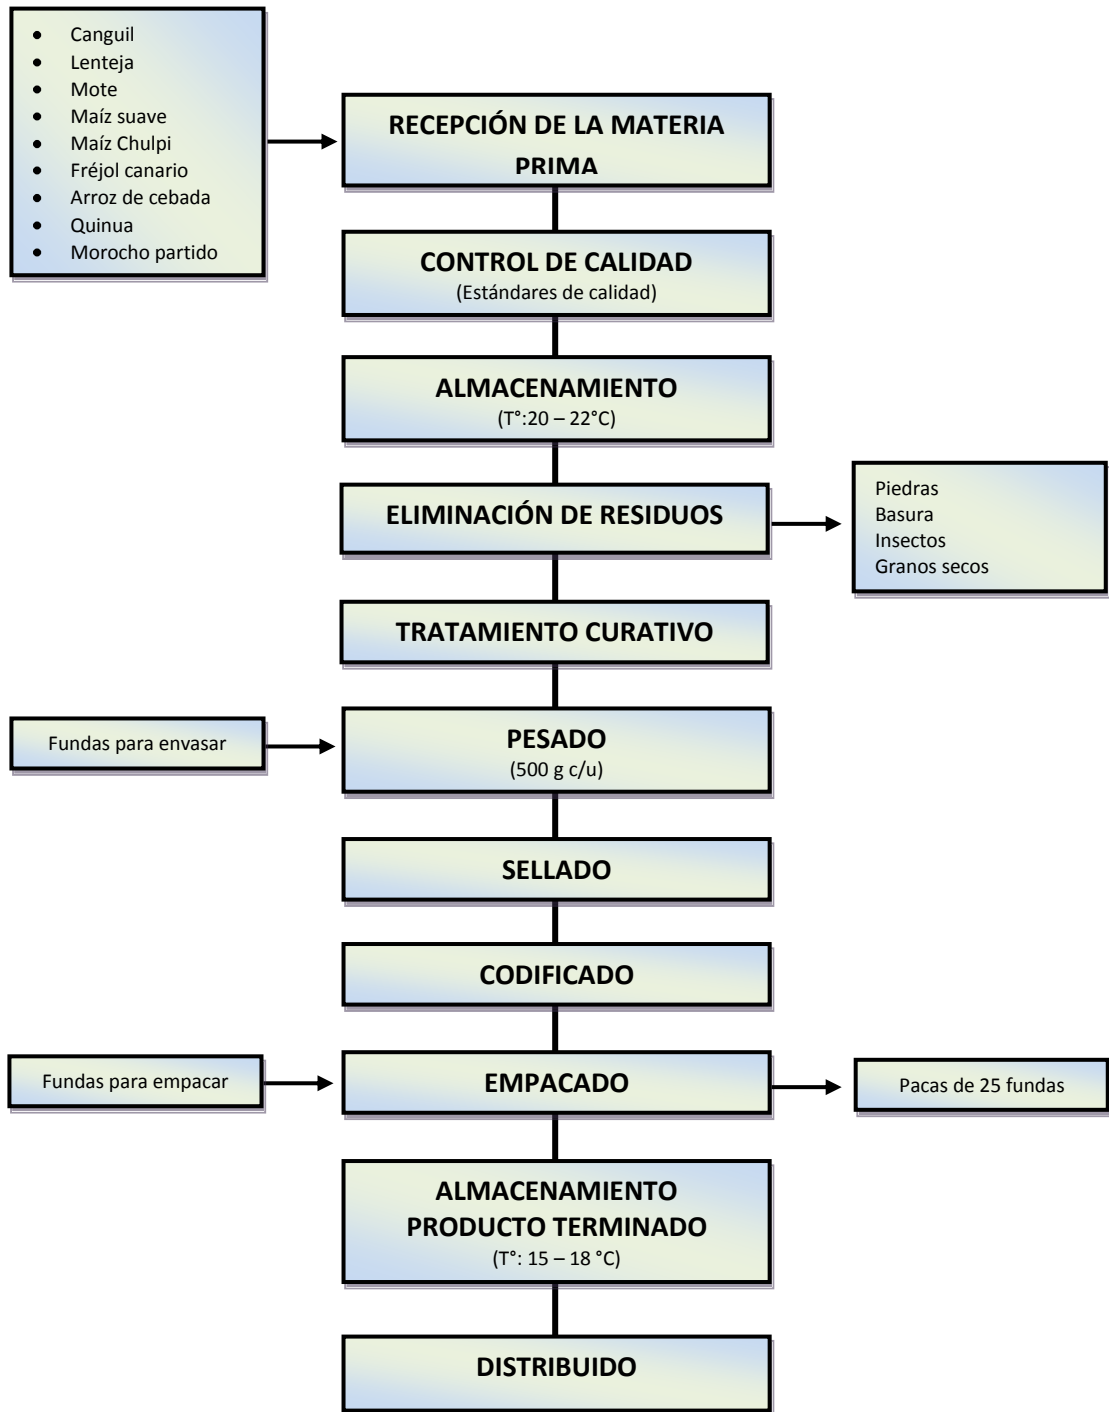 • Canguil
• Lenteja
• Mote
• Maíz suave
• Maíz Chulpi
• Fréjol canario
• Arroz de cebada
• Quinua
• Morocho partido
RECEPCIÓN DE LA MATERIA
PRIMA
CONTROL DE CALIDAD
(Estándares de calidad)
ALMACENAMIENTO
(T°:20 – 22°C)
ELIMINACIÓN DE RESIDUOS
Piedras
Basura
Insectos
Granos secos
TRATAMIENTO CURATIVO
Fundas para envasar
PESADO
(500 g c/u)
SELLADO
CODIFICADO
Fundas para empacar
EMPACADO
Pacas de 25 fundas
ALMACENAMIENTO
PRODUCTO TERMINADO
(T°: 15 – 18 °C)
DISTRIBUIDO